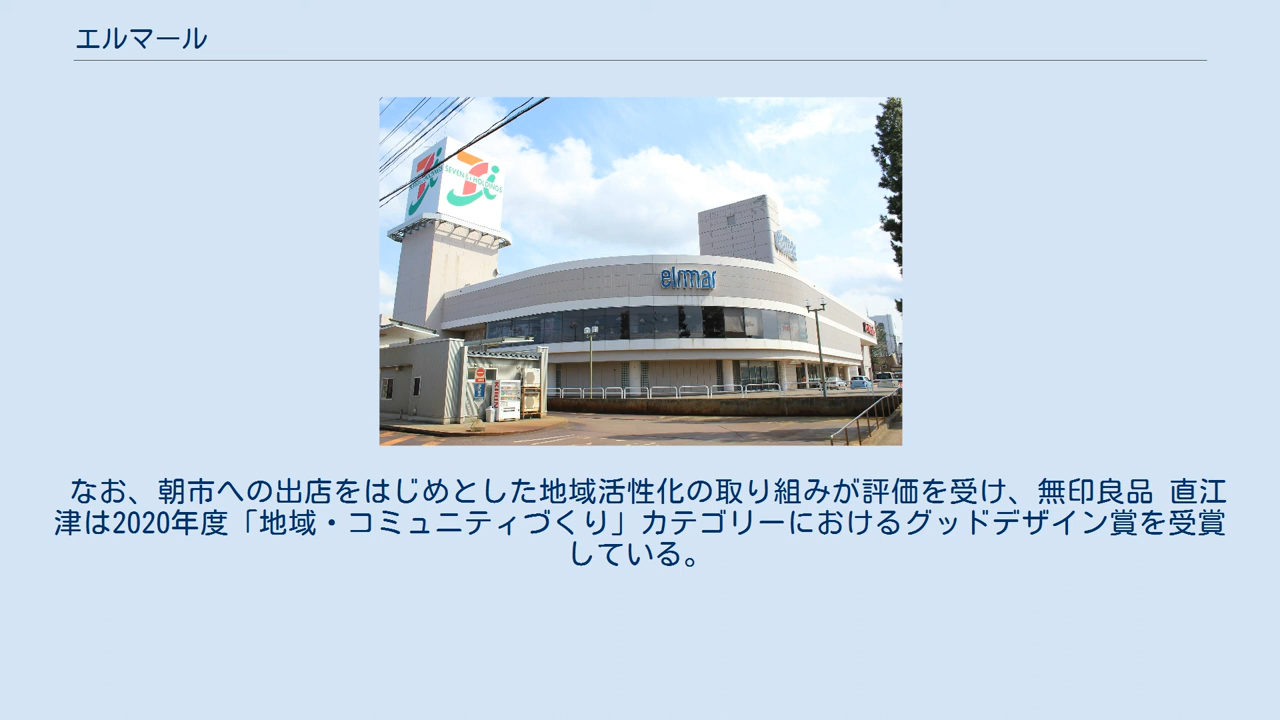 エルマール
SEVEN & i HOLDINGS
elmar
なお、朝市への出店をはじめとした地域活性化の取り組みが評価を受け、無印良品 直江
津は2020年度「地域・コミュニティづくり」カテゴリーにおけるグッドデザイン賞を受賞
している。